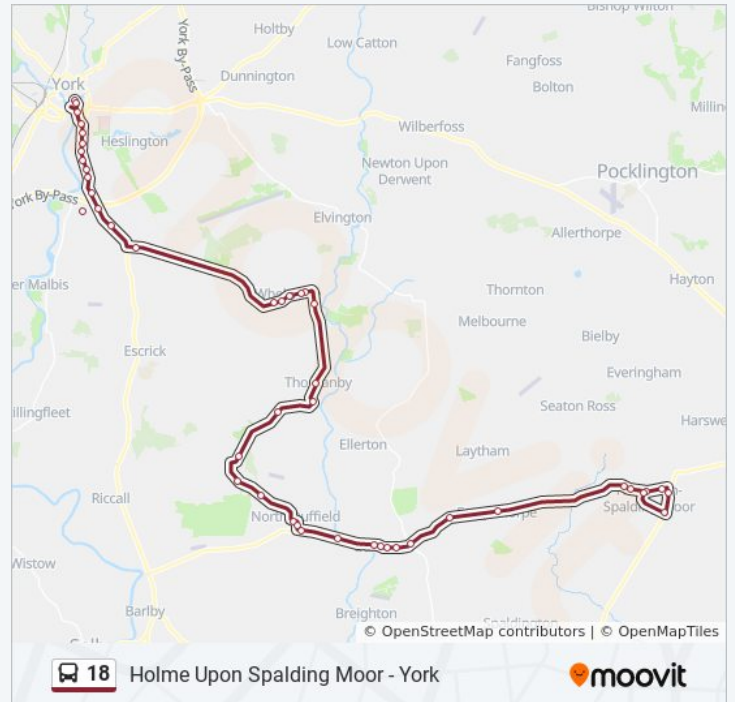 Bishop Wilton
Holtby
Low Catton
York By-Pass
Fangfoss
Dunnington
Bolton
York
Wilberfoss
Heslington
Newton Upon
Derwent
Pocklington
York By-Pass
Elvington
Allerthorpe
er Malbis
Hayton
Thornton
Melbourne
Escrick
Bielby
Everingham
Seaton Ross
illingfleet
Harswe
Ellerton
Laytham
Riccall
Wistow
Barlby
Breighton
© OpenStreetMap contributors | © OpenMapTiles
18 Holme Upon Spalding Moor - York
moovit